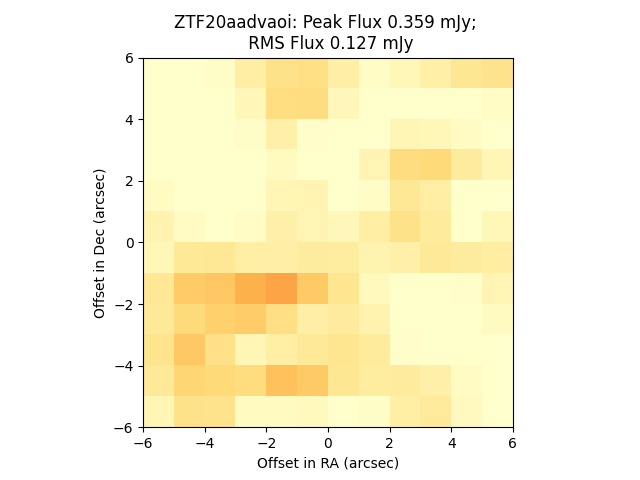 ZTF20aadvaoi: Peak Flux 0.359 mJy;
RMS Flux 0.127 mJy
6
4
2
0
−2
−4
−6
Offset in Dec (arcsec)
−6 −4 −2 0 2 4 6
Offset in RA (arcsec)